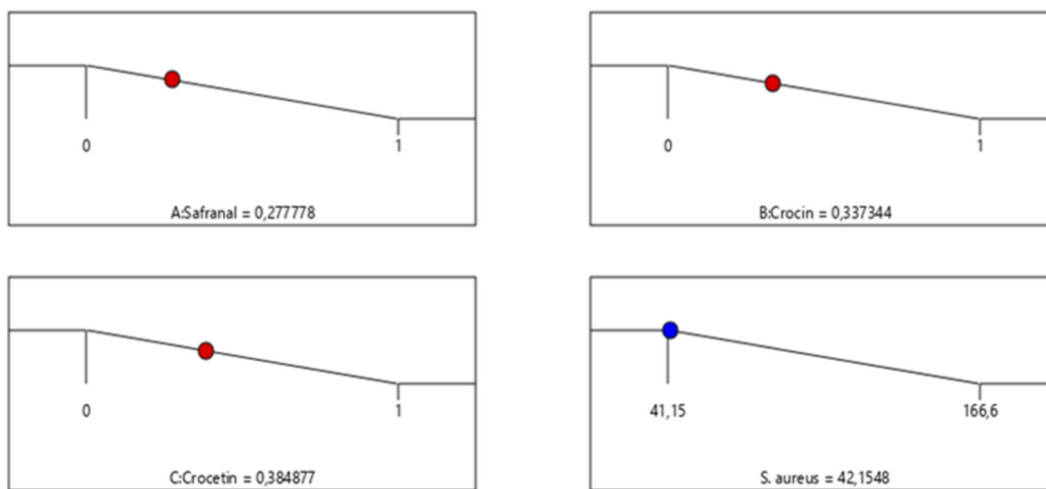 0
1
A:Safranal = 0,277778
0
1
B:Crocin = 0,337344
0
1
C:Crocetin = 0,384877
41,15
166,6
S. aureus = 42,1548